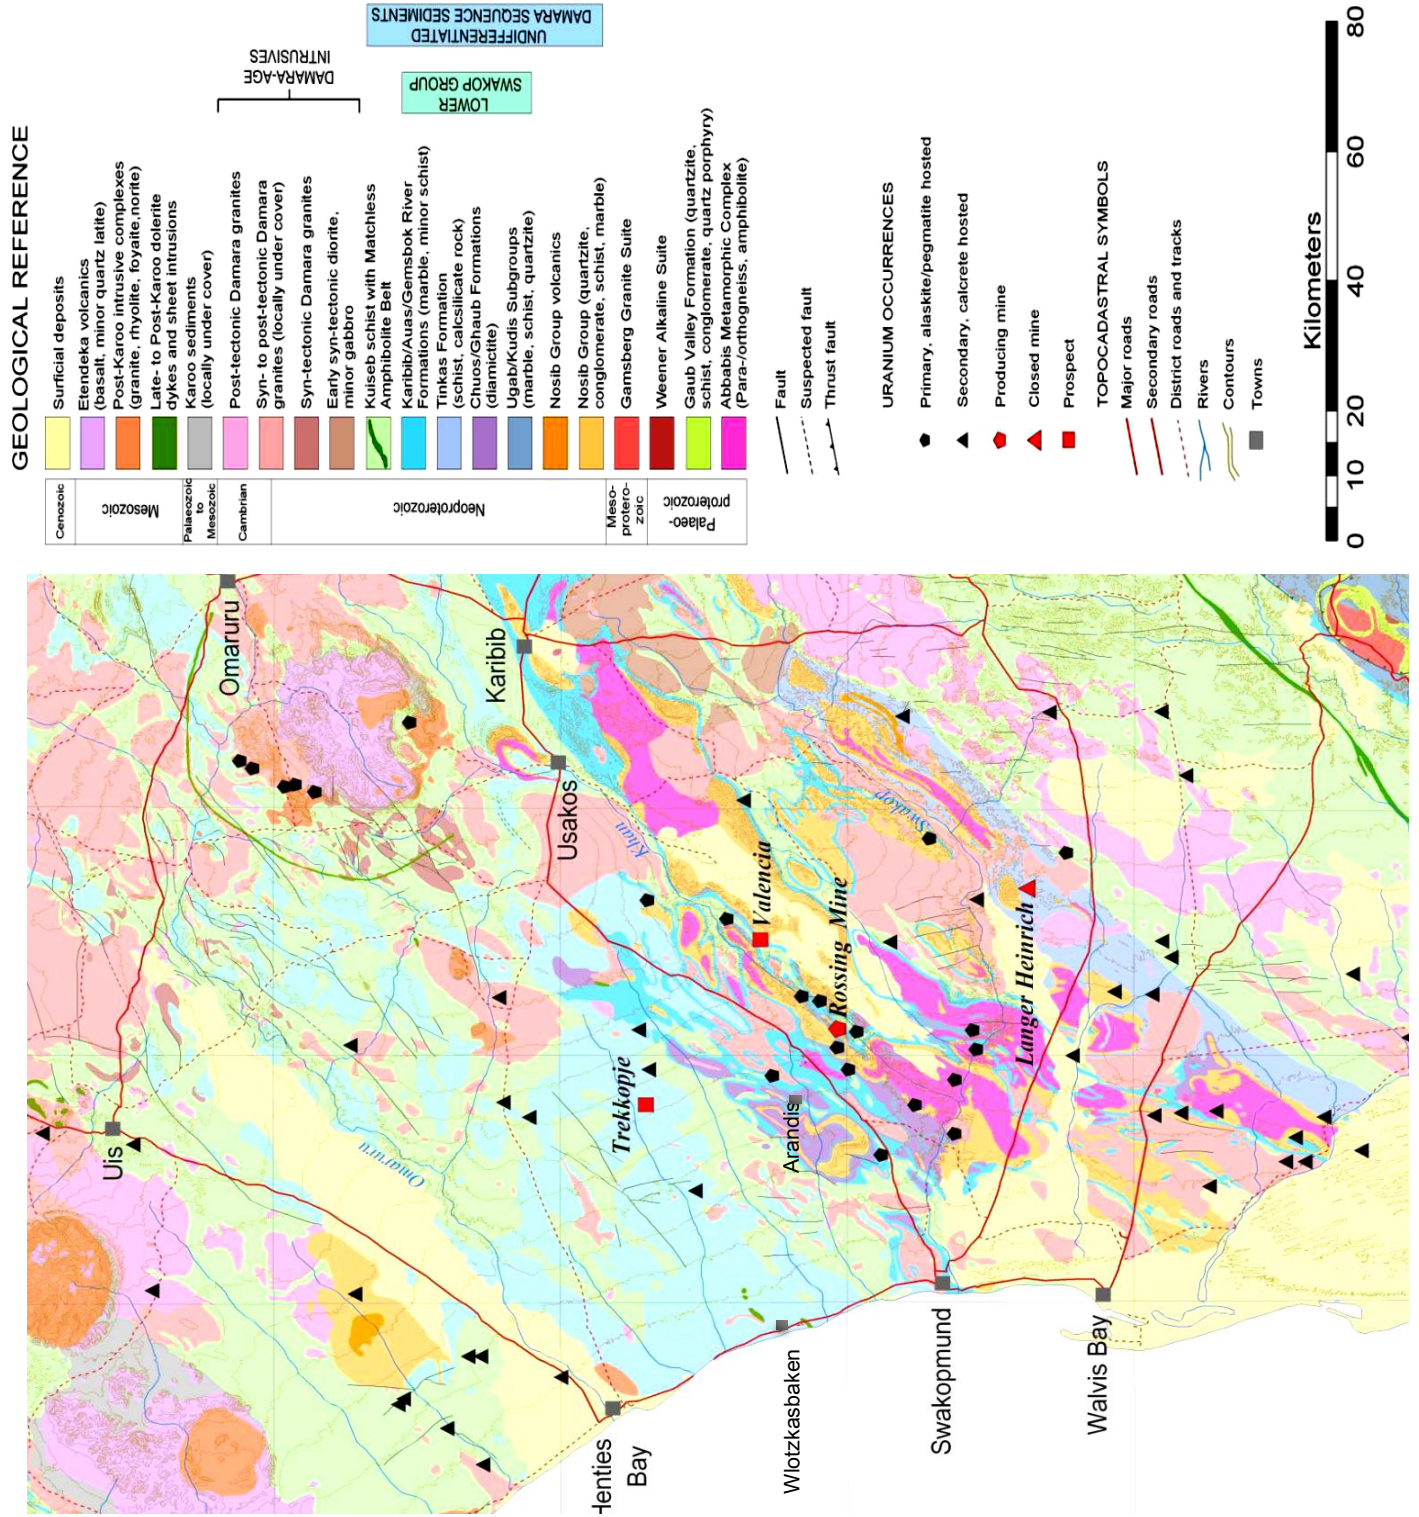 GEOLOGICAL REFERENCE
Cenozoic
Mesozoic
Palaeozoic
to
Mesozoic
Cambrian
Neoproterozoic
Meso-
protero-
zoic
Palaeo-
proterozoic
Surficial deposits
Etendeka volcanics
(basalt, minor quartz latite)
Post-Karoo intrusive complexes
(granite, rhyolite, foyaite,norite)
Late- to Post-Karoo dolerite
dykes and sheet intrusions
Karoo sediments
(locally under cover)
Post-tectonic Damara granites
Syn- to post-tectonic, Damara
granites (locally under cover)
Syn-tectonic Damara granites
Early syn-tectonic diorite,
minor gabbro
Kuiseb schist with Matchless
Amphibolite Belt
Karibib/Auas/Gemsbok River
Formations (marble, minor schist)
Tinkas Formation
(schist, calcsilicate rock)
Chuos/Ghaub Formations
(diamictite)
Ugab/Kudis Subgroups
(marble, schist, quartzite)
Nosib Group volcanics
Nosib Group (quartzite,
conglomerate, schist, marble)
Gamsberg Granite Suite
Weener Alkaline Suite
Gaub Valley Formation (quartzite,
schist, conglomerate, quartz porphyry)
Abbabis Metamorphic Complex
(Para-/orthogneiss, amphibolite)
DAMARA-AGE
INTRUSIVES
LOWER
SWAKOP GROUP
UNDIFFERENTIATED
DAMARA SEQUENCE SEDIMENTS
Fault
Suspected fault
Thrust fault
URANIUM OCCURRENCES
Primary, alaskite/pegmatite hosted
Secondary, calcrete hosted
Producing mine
Closed mine
Prospect
TOPOCADASTRAL SYMBOLS
Major roads
Secondary roads
District roads and tracks
Rivers
Contours
Towns
Kilometers
0 10 20 40 60 80
Omaruru
Karibib
Usakos
Khan
Swakop
Valencia
Rossing Mine
Langer Heinrich
Uis
Omaruru
Trekkopje
Arandis
Henties
Bay
Wlotzkasbaken
Swakopmund
Walvis Bay